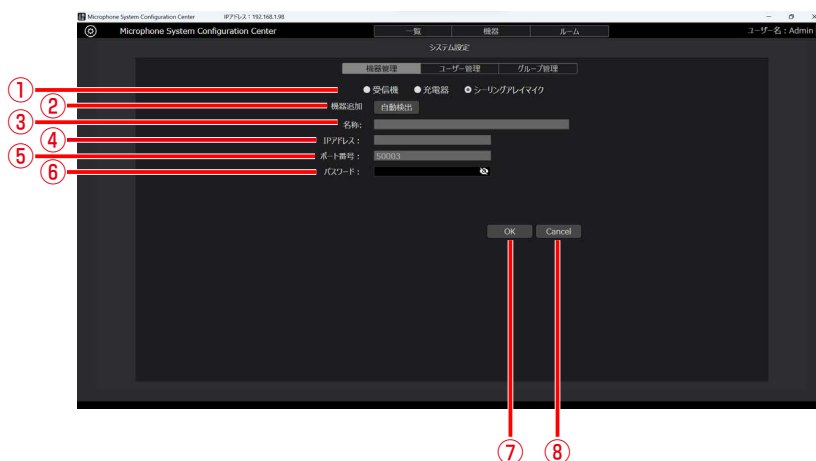 Microphone System Configuration Center IPアドレス：192.168.1.98
Microphone System Configuration Center 一覧 機器 ルーム ユーザー名：Admin
システム設定
機器管理 ユーザー管理 グループ管理
① 受信機 充電器 シーリングアレイマイク
② 機器追加 自動検出
③ 名称:
④ IPアドレス：
⑤ ポート番号： 50003
⑥ パスワード：
OK Cancel
⑦ ⑧